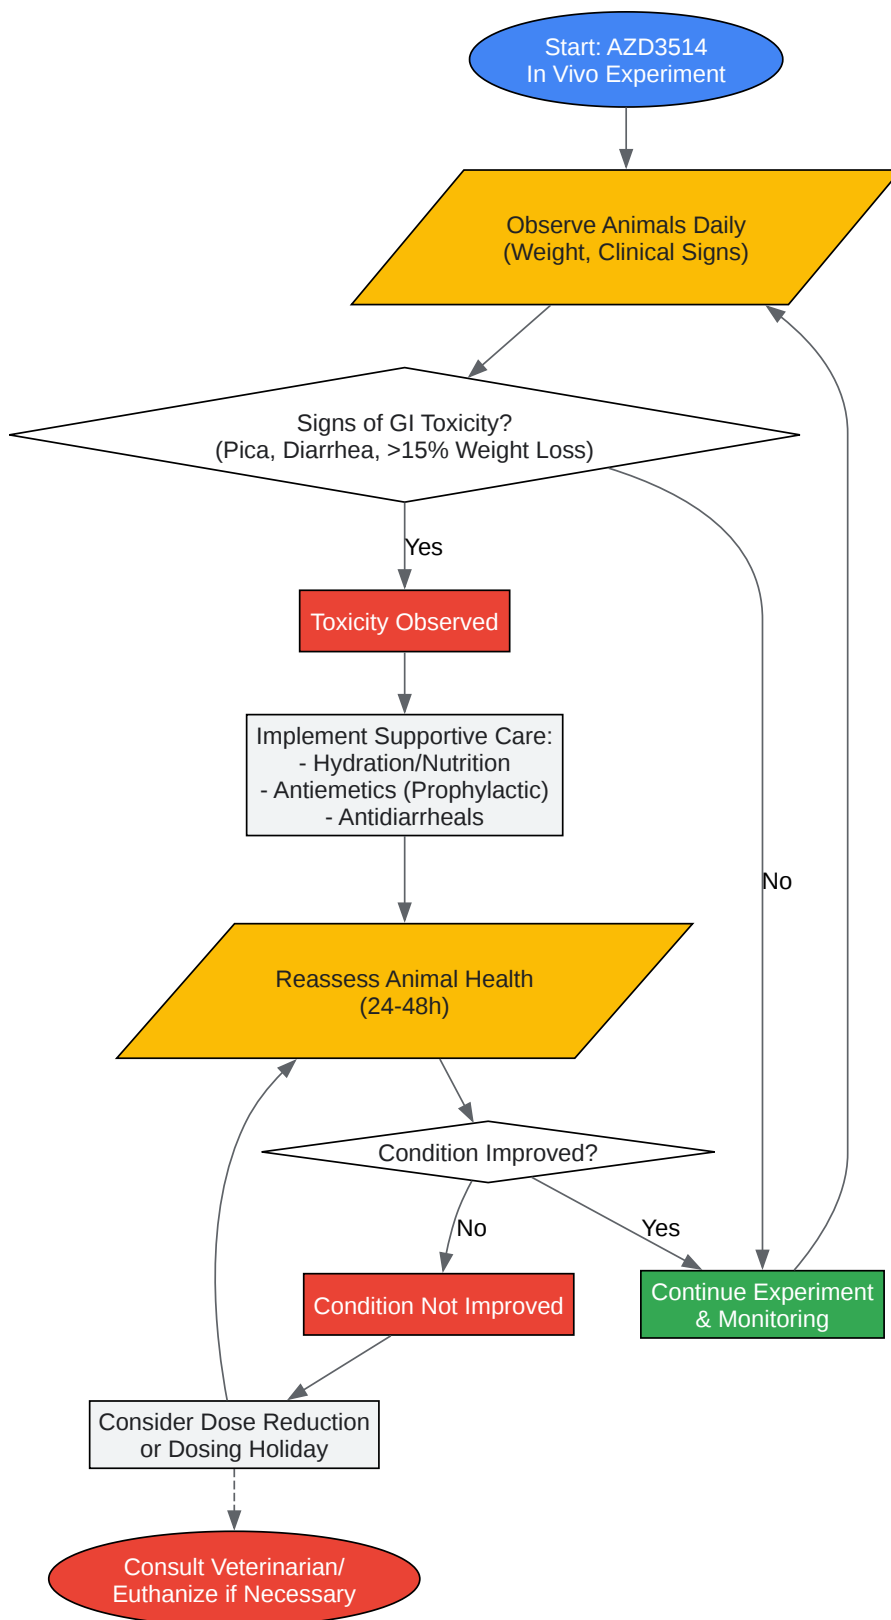 Start: AZD3514
In Vivo Experiment
Observe Animals Daily
(Weight, Clinical Signs)
Signs of GI Toxicity?
(Pica, Diarrhea, >15% Weight Loss)
Yes
Toxicity Observed
Implement Supportive Care:
- Hydration/Nutrition
- Antiemetics (Prophylactic)
- Antidiarrheals
No
Reassess Animal Health
(24-48h)
Condition Improved?
No
Yes
Condition Not Improved
Continue Experiment
& Monitoring
Consider Dose Reduction
or Dosing Holiday
Consult Veterinarian/
Euthanize if Necessary